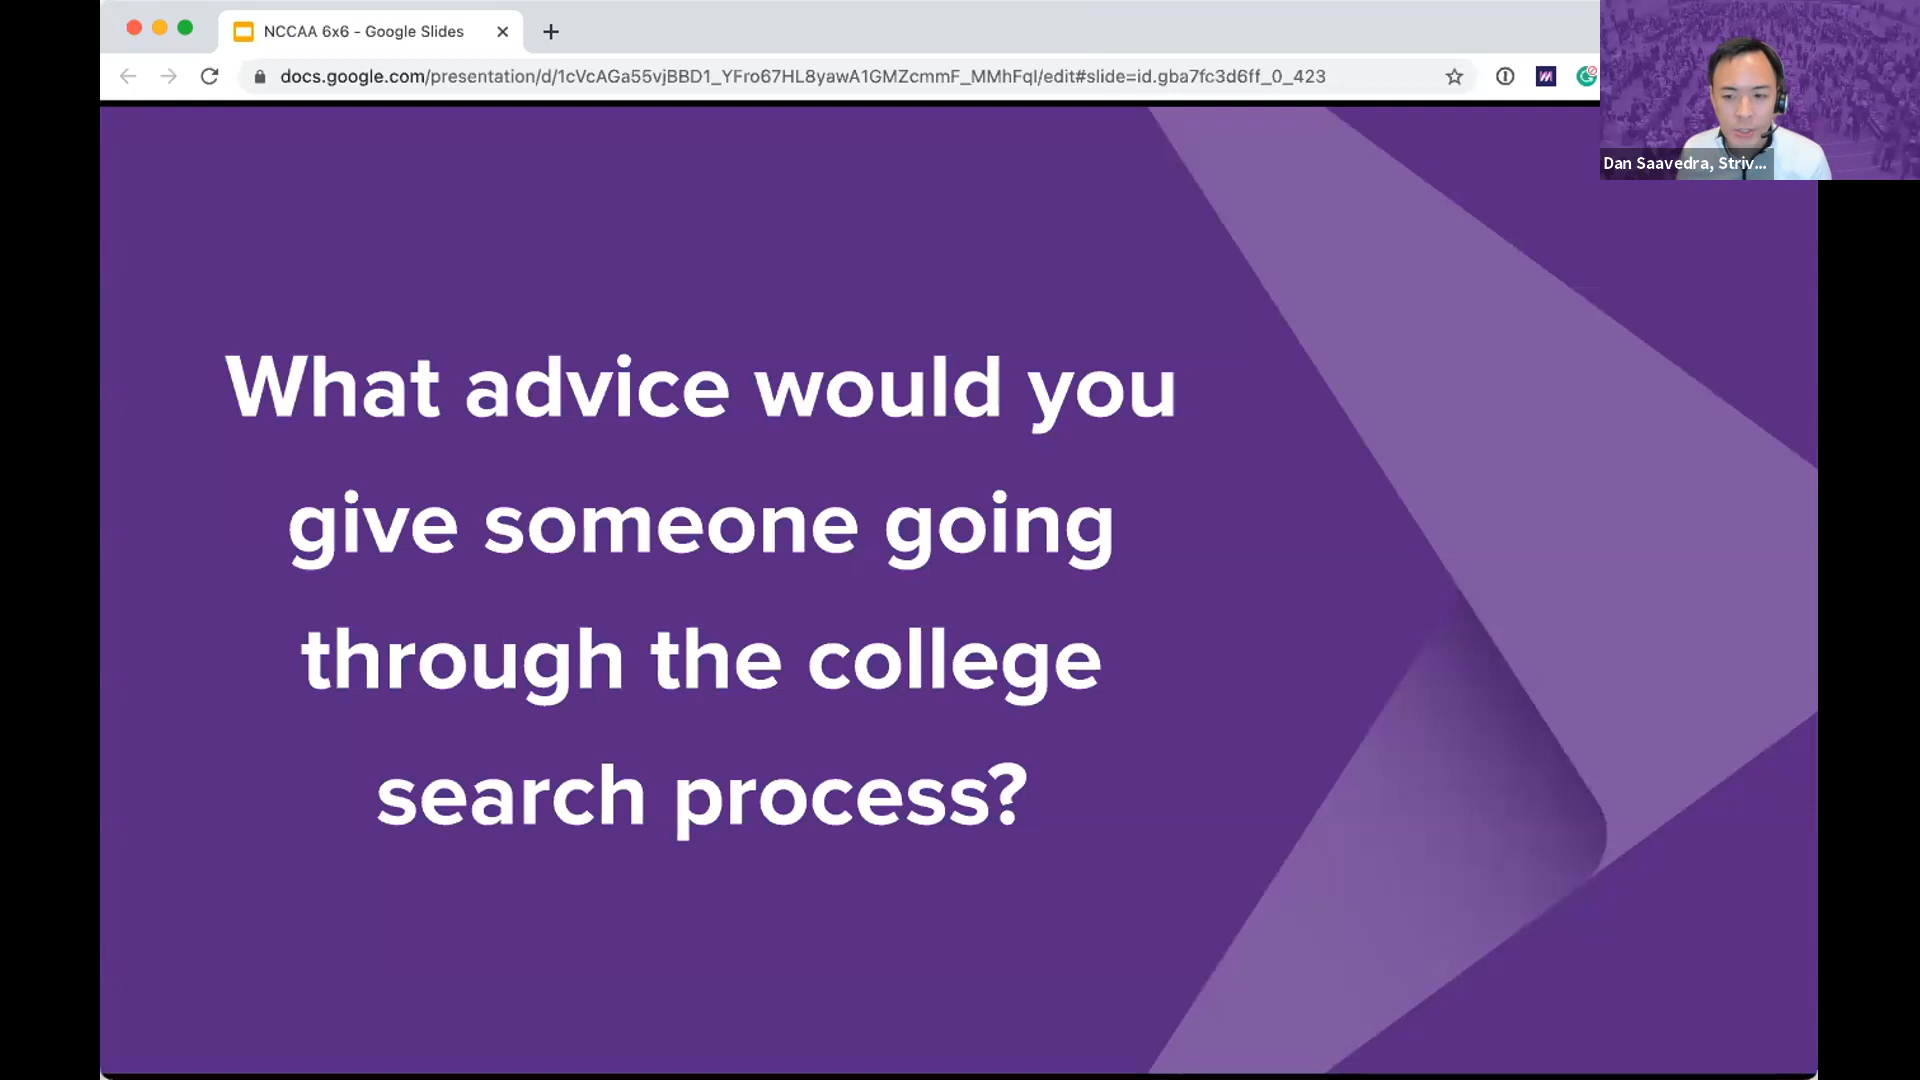 NCCAA 6x6 - Google Slides
docs.google.com/presentation/d/1cVcAGa55vjBBD1_YFro67HL8yawA1GMZcmmF_MMhFqI/edit#slide=id.gba7fc3d6ff_0_423
Dan Saavedra, Striv...
What advice would you
give someone going
through the college
search process?